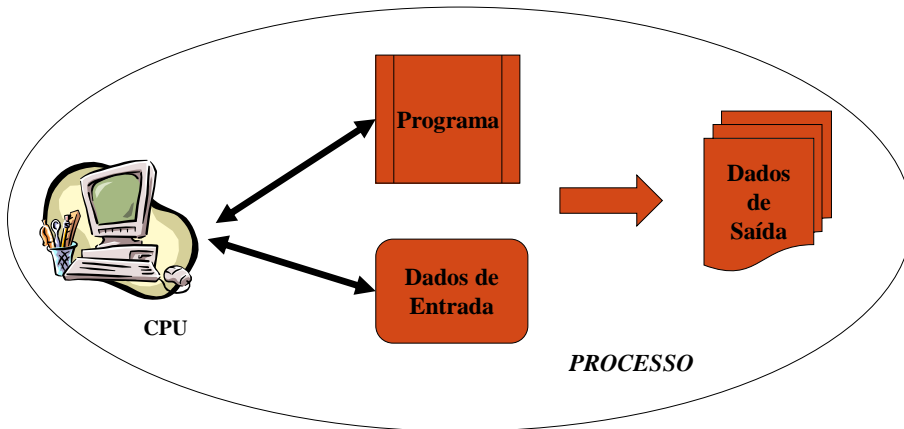 Programa
Dados
de
Saída
Dados de
Entrada
CPU
PROCESSO